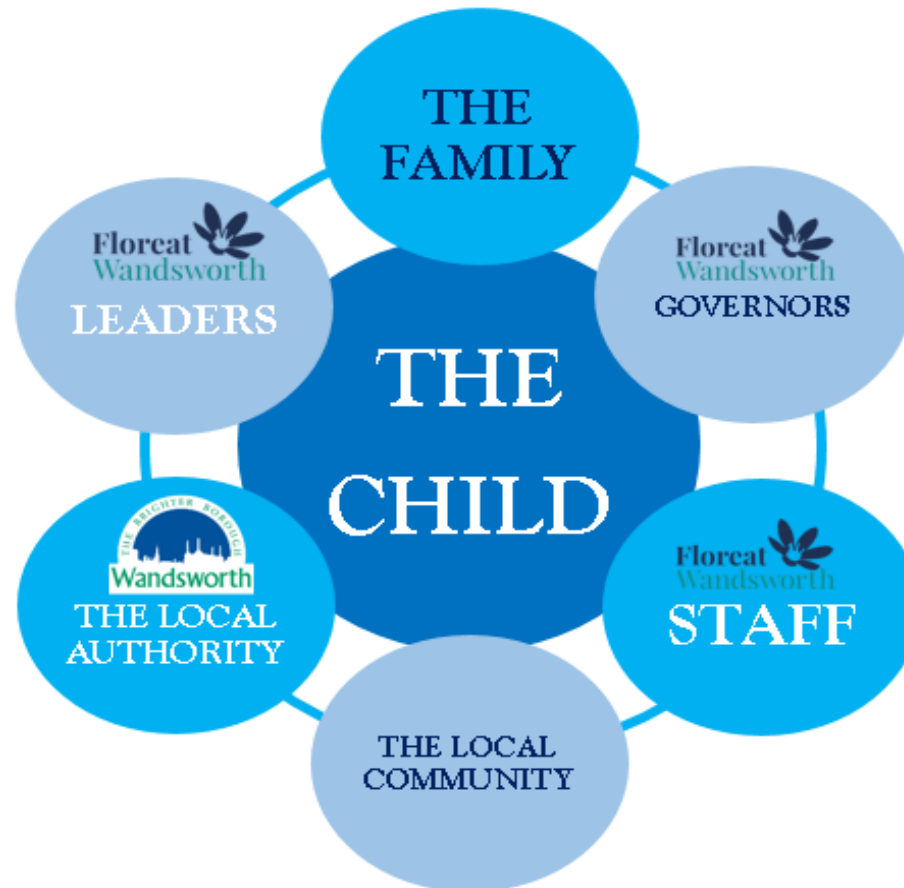 THE
FAMILY
Floreat
Wandsworth
LEADERS
Floreat
Wandsworth
GOVERNORS
THE
CHILD
THE BRIGHTER BOROUGH
Wandsworth
THE LOCAL
AUTHORITY
Floreat
Wandsworth
STAFF
THE LOCAL
COMMUNITY